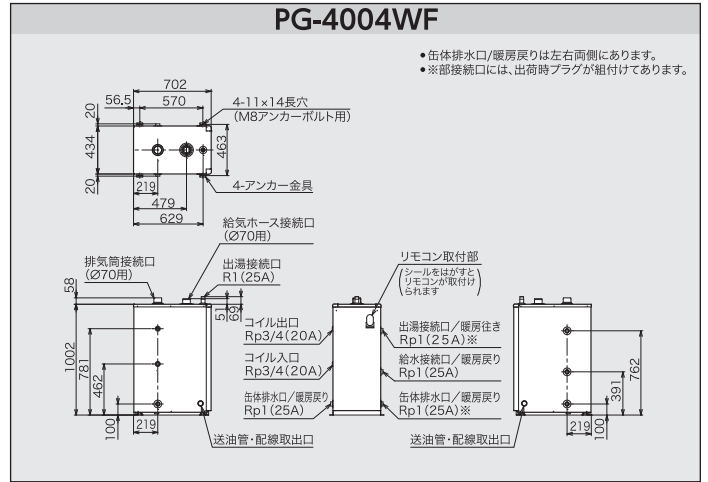 PG-4004WF
•缶体排水口/暖房戻りは左右両側にあります。
•※部接続口には、出荷時プラグが組付けてあります。
702
56.5
570
4-11×14長穴
(M8アンカーボルト用)
20
434
20
463
219
4-アンカー金具
479
629
給気ホース接続口
(Ø70用)
排気筒接続口
(Ø70用)
出湯接続口
R1(25A)
リモコン取付部
(シールをはがすと
リモコンが取付け
られます)
58
51
69
1002
781
462
100
219
コイル出口
Rp3/4(20A)
コイル入口
Rp3/4(20A)
缶体排水口/暖房戻り
Rp1(25A)
送油管・配線取出口
出湯接続口/暖房往き
Rp1(25A)※
給水接続口/暖房戻り
Rp1(25A)
缶体排水口/暖房戻り
Rp1(25A)※
送油管・配線取出口
762
391
100
219